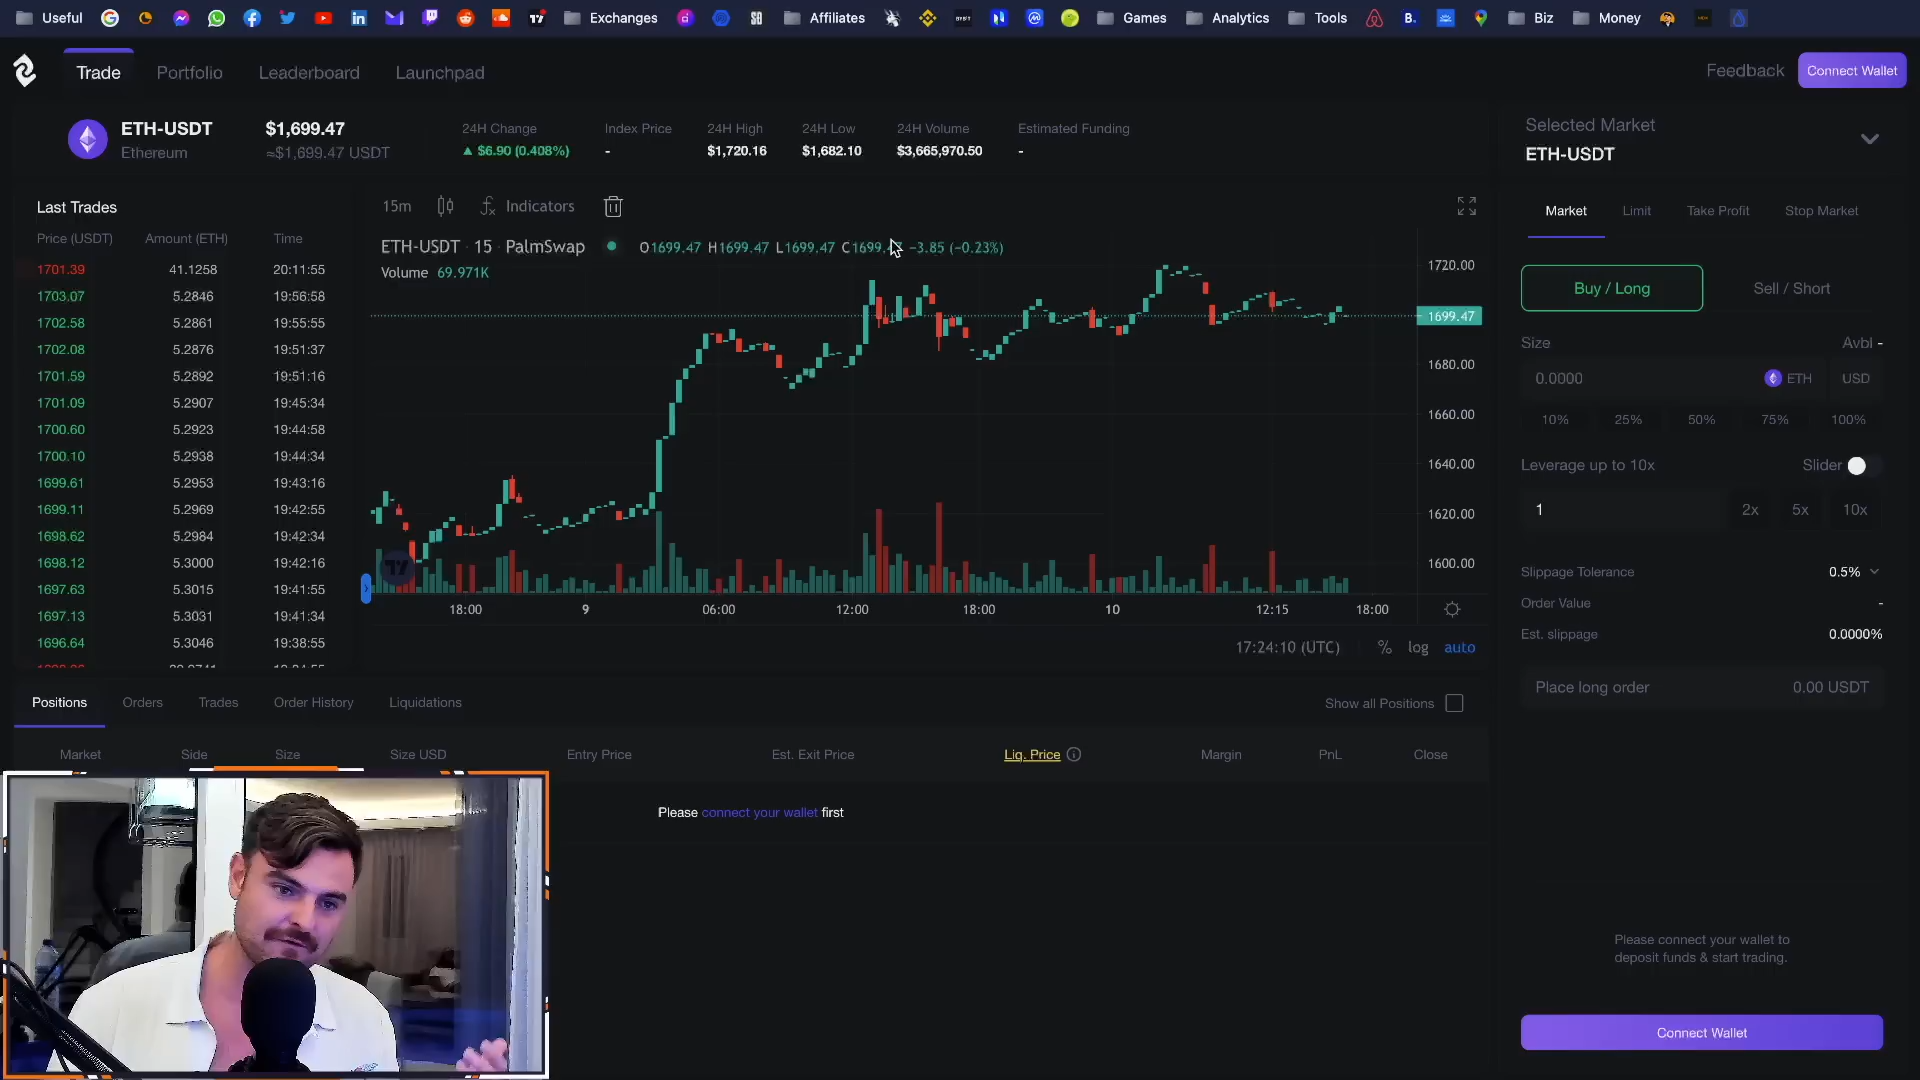 Useful
Exchanges
Affiliates
Games
Analytics
Tools
Biz
Money
Trade
Portfolio
Leaderboard
Launchpad
Feedback
Connect Wallet
ETH-USDT
Ethereum
$1,699.47
≈$1,699.47 USDT
24H Change
▲ $6.90 (0.408%)
Index Price
-
24H High
$1,720.16
24H Low
$1,682.10
24H Volume
$3,665,970.50
Estimated Funding
-
Selected Market
ETH-USDT
Last Trades
Price (USDT) Amount (ETH) Time
1701.39 41.1258 20:11:55
1703.07 5.2846 19:56:58
1702.58 5.2861 19:55:55
1702.08 5.2876 19:51:37
1701.59 5.2892 19:51:16
1701.09 5.2907 19:45:34
1700.60 5.2923 19:44:58
1700.10 5.2938 19:44:34
1699.61 5.2953 19:43:16
1699.11 5.2969 19:42:55
1698.62 5.2984 19:42:34
1698.12 5.3000 19:42:16
1697.63 5.3015 19:41:55
1697.13 5.3031 19:41:34
1696.64 5.3046 19:38:55
15m
Indicators
ETH-USDT · 15 · PalmSwap
O1699.47 H1699.47 L1699.47 C1699.47 −3.85 (−0.23%)
Volume 69.971K
1720.00
1699.47
1680.00
1660.00
1640.00
1620.00
1600.00
18:00 9 06:00 12:00 18:00 10 12:15 18:00
17:24:10 (UTC) % log auto
Market Limit Take Profit Stop Market
Buy / Long
Sell / Short
Size
Avbl -
0.0000 ETH USD
10% 25% 50% 75% 100%
Leverage up to 10x
Slider
1 2x 5x 10x
Slippage Tolerance 0.5%
Order Value -
Est. slippage 0.0000%
Place long order 0.00 USDT
Positions Orders Trades Order History Liquidations
Show all Positions
Market Side Size Size USD Entry Price Est. Exit Price Liq. Price Margin PnL Close
Please connect your wallet first
Please connect your wallet to
deposit funds & start trading.
Connect Wallet